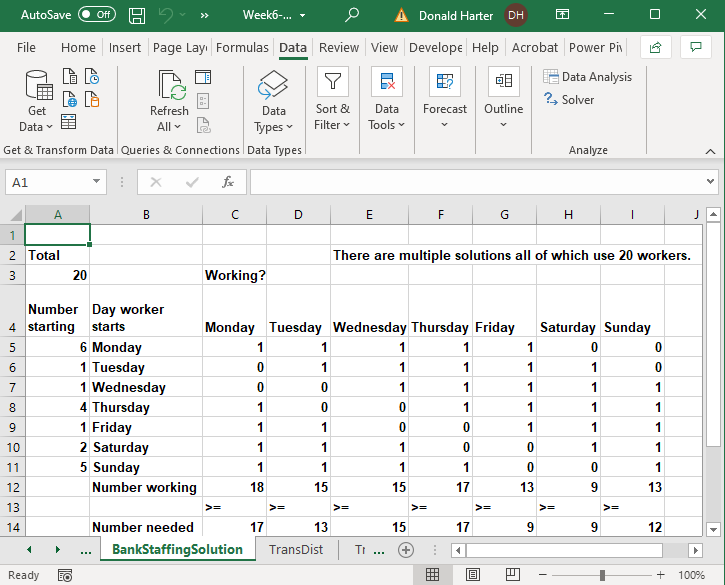 AutoSave Off » Week6-... Donald Harter DH
File Home Insert Page Lay Formulas Data Review View Develope Help Acrobat Power Piv
Get Data Refresh All Data Types Sort & Filter Data Tools Forecast Outline Data Analysis Solver
Get & Transform Data Queries & Connections Data Types Analyze
A1 fx
A B C D E F G H I J
1
2 Total There are multiple solutions all of which use 20 workers.
3 20 Working?
4 Number starting Day worker starts Monday Tuesday Wednesday Thursday Friday Saturday Sunday
5 6 Monday 1 1 1 1 1 0 0
6 1 Tuesday 0 1 1 1 1 1 0
7 1 Wednesday 0 0 1 1 1 1 1
8 4 Thursday 1 0 0 1 1 1 1
9 1 Friday 1 1 0 0 1 1 1
10 2 Saturday 1 1 1 0 0 1 1
11 5 Sunday 1 1 1 1 0 0 1
12 Number working 18 15 15 17 13 9 13
13 >= >= >= >= >= >= >=
14 Number needed 17 13 15 17 9 9 12
... BankStaffingSolution TransDist Tr ...
Ready 100%